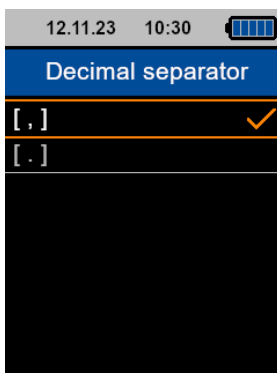 12.11.23 10:30
Decimal separator
[ , ]
[ . ]